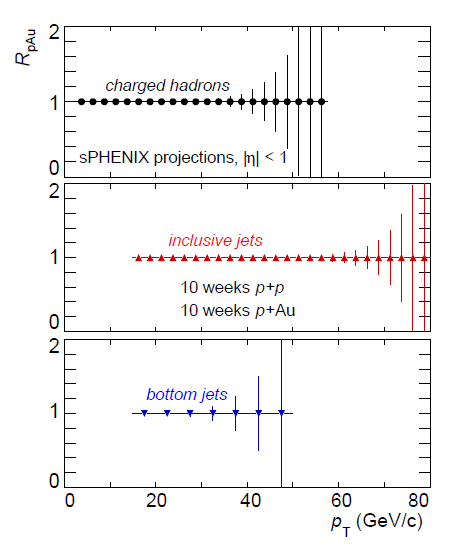 R_pAu
2
charged hadrons
1
sPHENIX projections, |η| < 1
0
2
inclusive jets
1
10 weeks p+p
10 weeks p+Au
0
2
bottom jets
1
0
0 20 40 60 80
p_T (GeV/c)